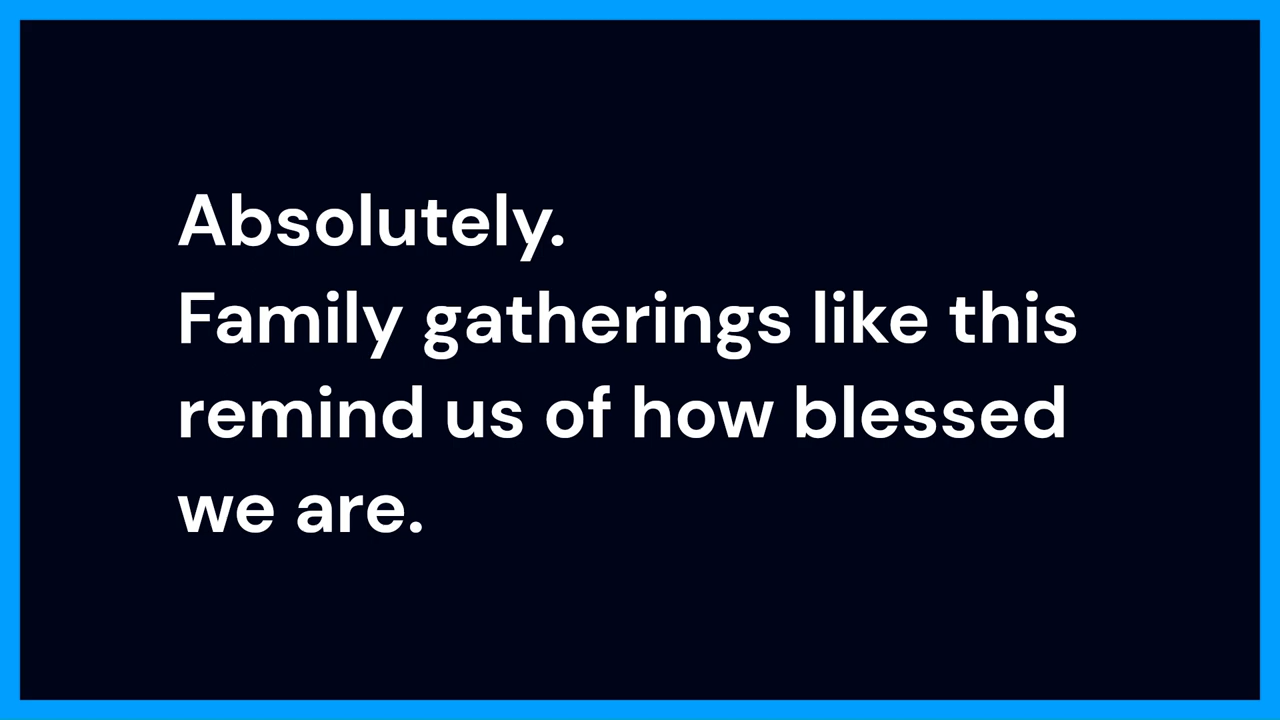 Absolutely.
Family gatherings like this
remind us of how blessed
we are.